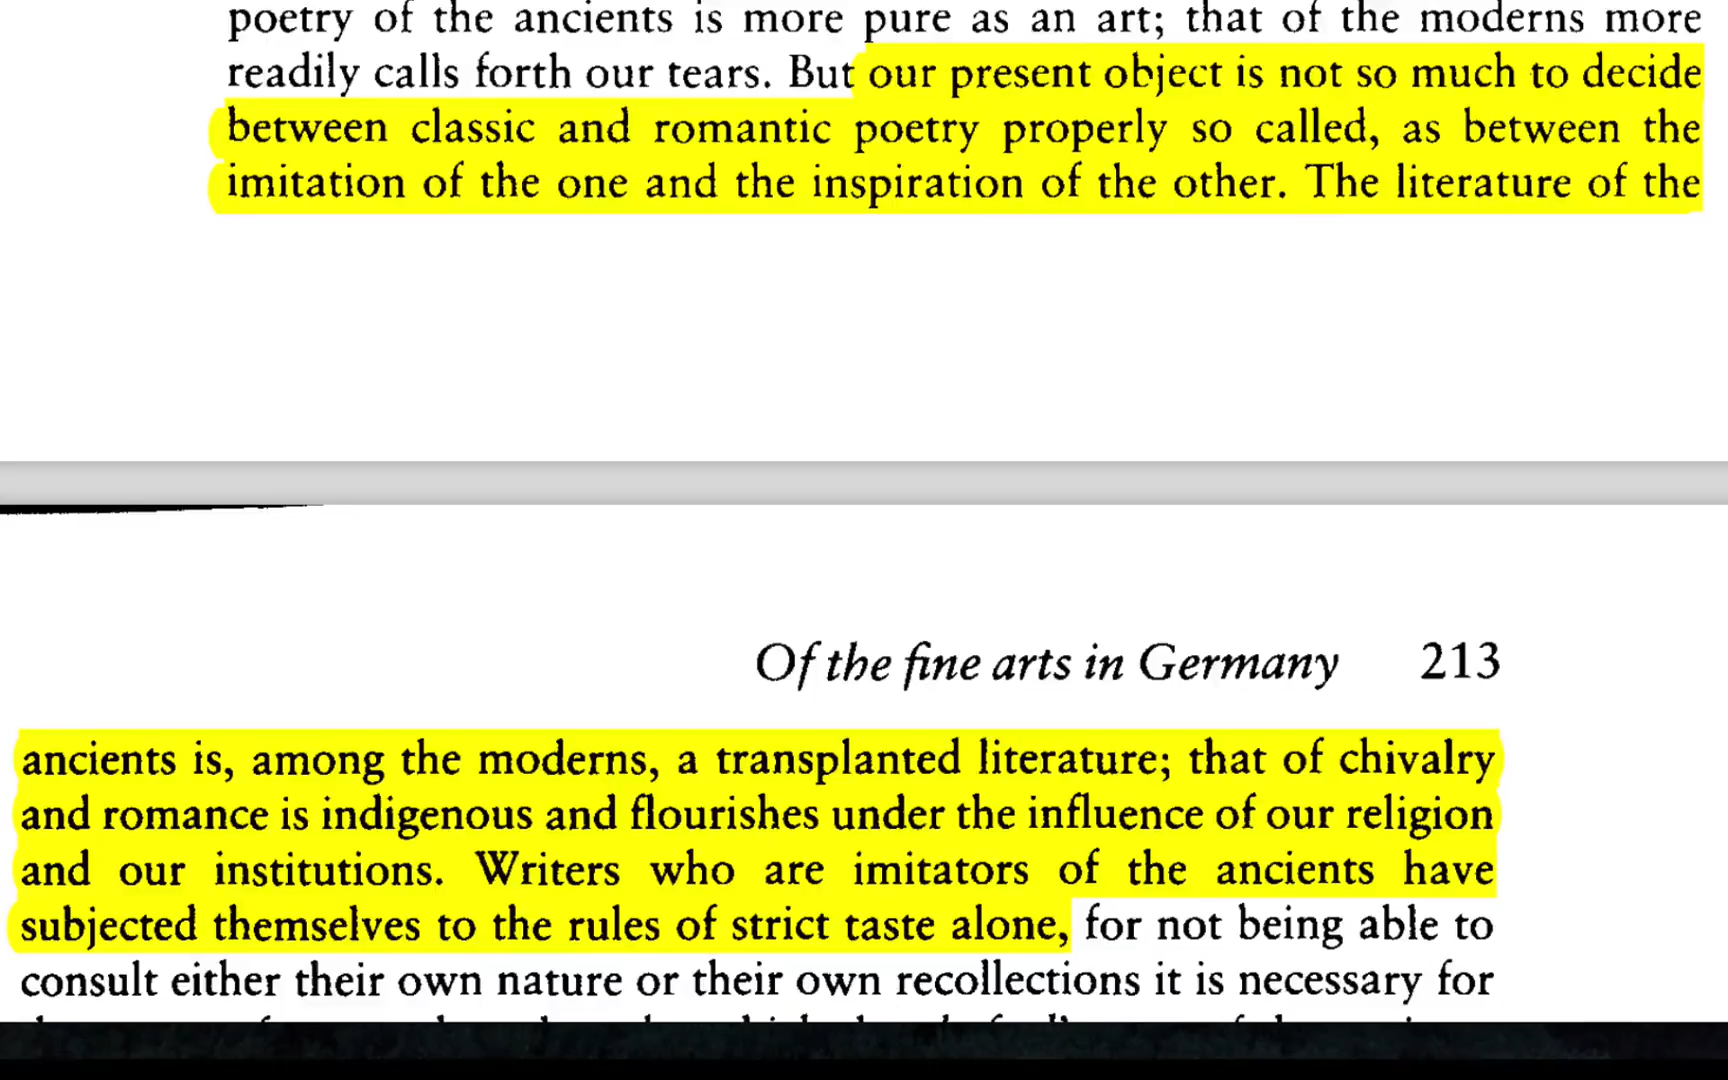 poetry of the ancients is more pure as an art; that of the moderns more
readily calls forth our tears. But our present object is not so much to decide
between classic and romantic poetry properly so called, as between the
imitation of the one and the inspiration of the other. The literature of the
Of the fine arts in Germany 213
ancients is, among the moderns, a transplanted literature; that of chivalry
and romance is indigenous and flourishes under the influence of our religion
and our institutions. Writers who are imitators of the ancients have
subjected themselves to the rules of strict taste alone, for not being able to
consult either their own nature or their own recollections it is necessary for